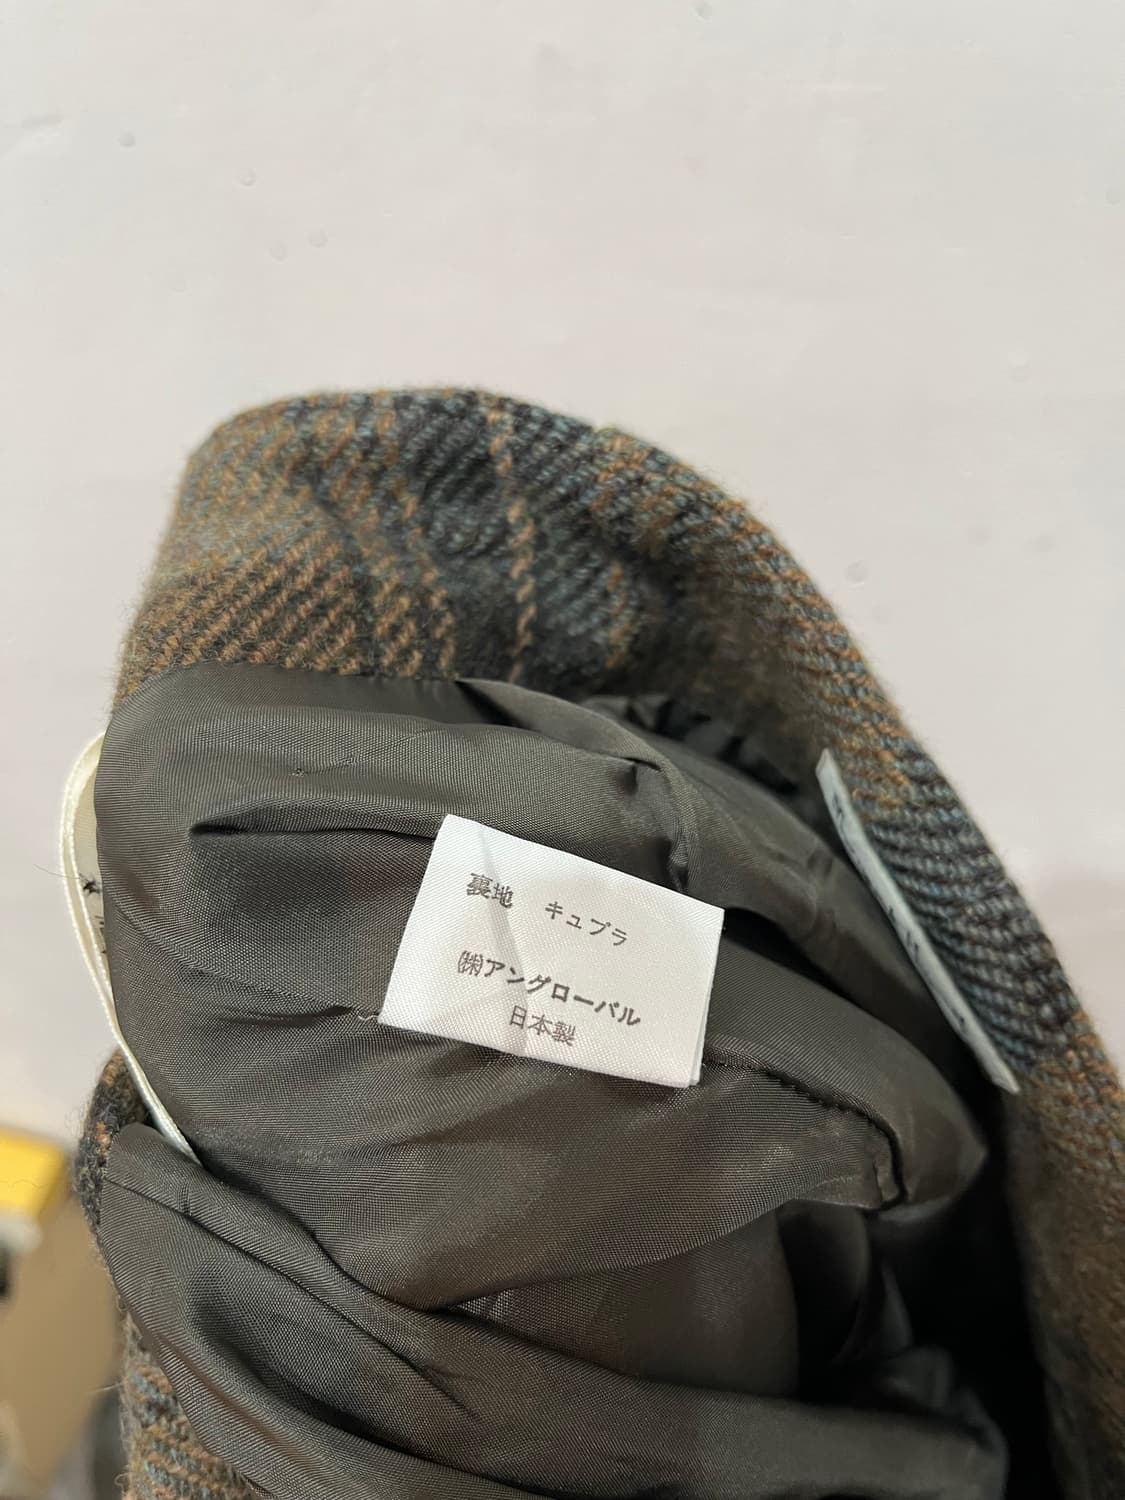 裏地 キュプラ
㈱アングローバル
日本製